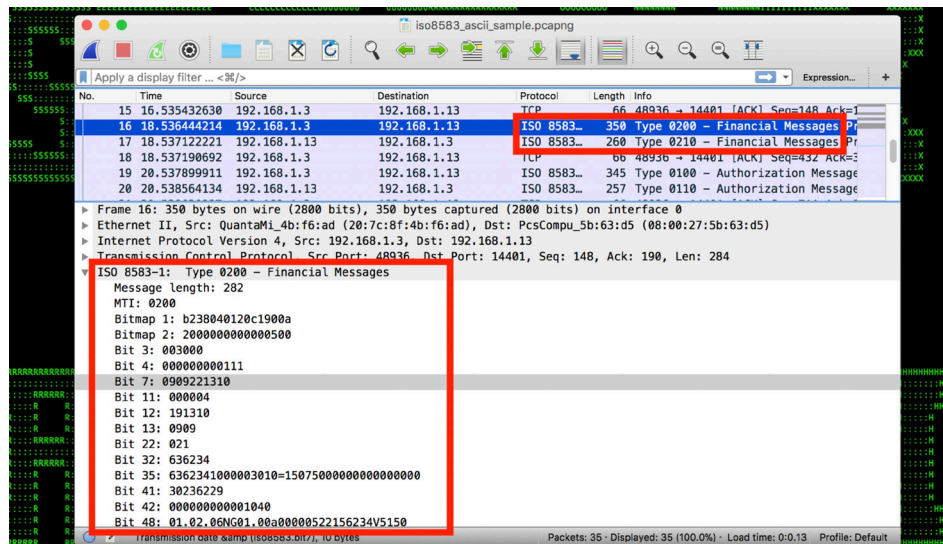 iso8583_ascii_sample.pcapng
Apply a display filter ... <⌘/>
Expression... +
No. Time Source Destination Protocol Length Info
15 16.535432630 192.168.1.3 192.168.1.13 TCP 66 48936 → 14401 [ACK] Seq=148 Ack=1
16 18.536444214 192.168.1.3 192.168.1.13 ISO 8583… 350 Type 0200 – Financial Messages Pr
17 18.537122221 192.168.1.13 192.168.1.3 ISO 8583… 260 Type 0210 – Financial Messages Pr
18 18.537190692 192.168.1.3 192.168.1.13 TCP 66 48936 → 14401 [ACK] Seq=432 Ack=3
19 20.537899911 192.168.1.3 192.168.1.13 ISO 8583… 345 Type 0100 – Authorization Message
20 20.538564134 192.168.1.13 192.168.1.3 ISO 8583… 257 Type 0110 – Authorization Message
Frame 16: 350 bytes on wire (2800 bits), 350 bytes captured (2800 bits) on interface 0
Ethernet II, Src: QuantaMi_4b:f6:ad (20:7c:8f:4b:f6:ad), Dst: PcsCompu_5b:63:d5 (08:00:27:5b:63:d5)
Internet Protocol Version 4, Src: 192.168.1.3, Dst: 192.168.1.13
Transmission Control Protocol, Src Port: 48936, Dst Port: 14401, Seq: 148, Ack: 190, Len: 284
ISO 8583-1: Type 0200 – Financial Messages
Message length: 282
MTI: 0200
Bitmap 1: b238040120c1900a
Bitmap 2: 2000000000000500
Bit 3: 003000
Bit 4: 000000000111
Bit 7: 0909221310
Bit 11: 000004
Bit 12: 191310
Bit 13: 0909
Bit 22: 021
Bit 32: 636234
Bit 35: 6362341000003010=15075000000000000000
Bit 41: 30236229
Bit 42: 000000000001040
Bit 48: 01.02.06NG01.00a00000522156234V5150
Transmission date &amp (iso8583.bit7), 10 bytes
Packets: 35 · Displayed: 35 (100.0%) · Load time: 0:0.13 Profile: Default